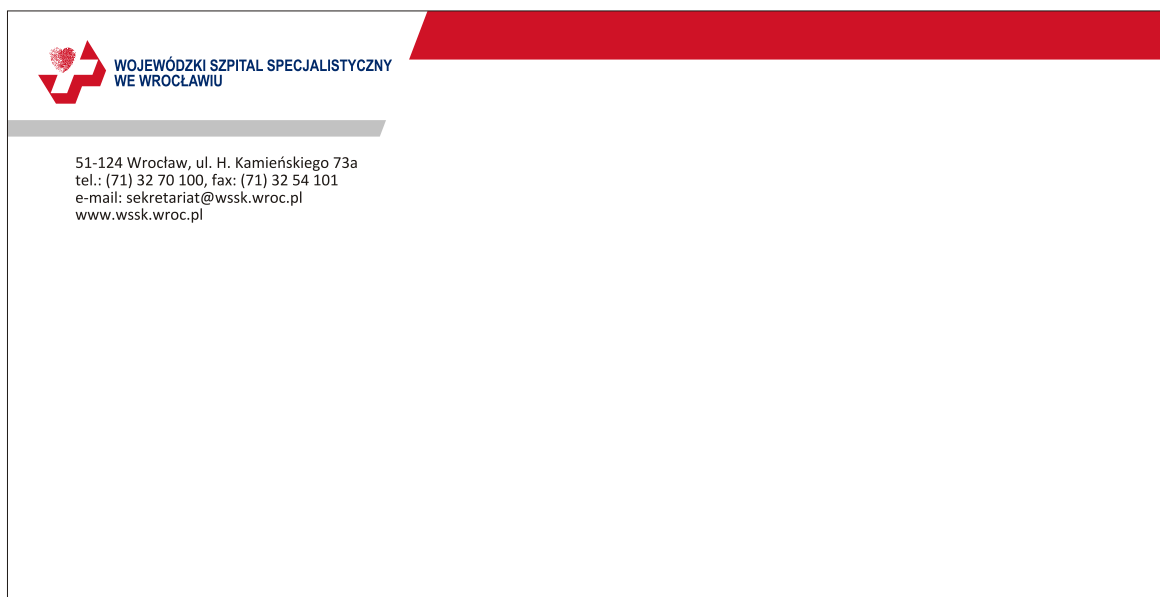 WOJEWÓDZKI SZPITAL SPECJALISTYCZNY
WE WROCŁAWIU
51-124 Wrocław, ul. H. Kamieńskiego 73a
tel.: (71) 32 70 100, fax: (71) 32 54 101
e-mail: sekretariat@wssk.wroc.pl
www.wssk.wroc.pl